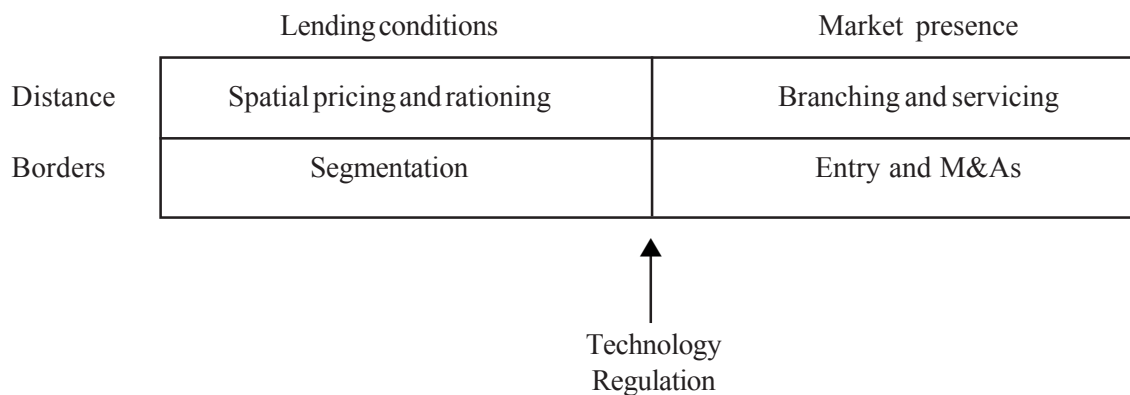 Lending conditions Market presence
Distance Spatial pricing and rationing Branching and servicing
Borders Segmentation Entry and M&As
Technology
Regulation